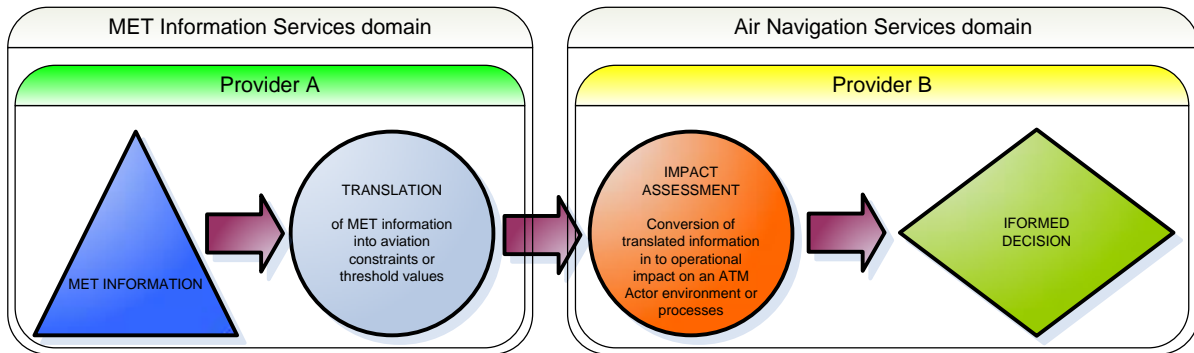 MET Information Services domain
Provider A
MET INFORMATION
TRANSLATION
of MET information
into aviation
constraints or
threshold values
Air Navigation Services domain
Provider B
IMPACT
ASSESSMENT
Conversion of
translated information
in to operational
impact on an ATM
Actor environment or
processes
IFORMED
DECISION